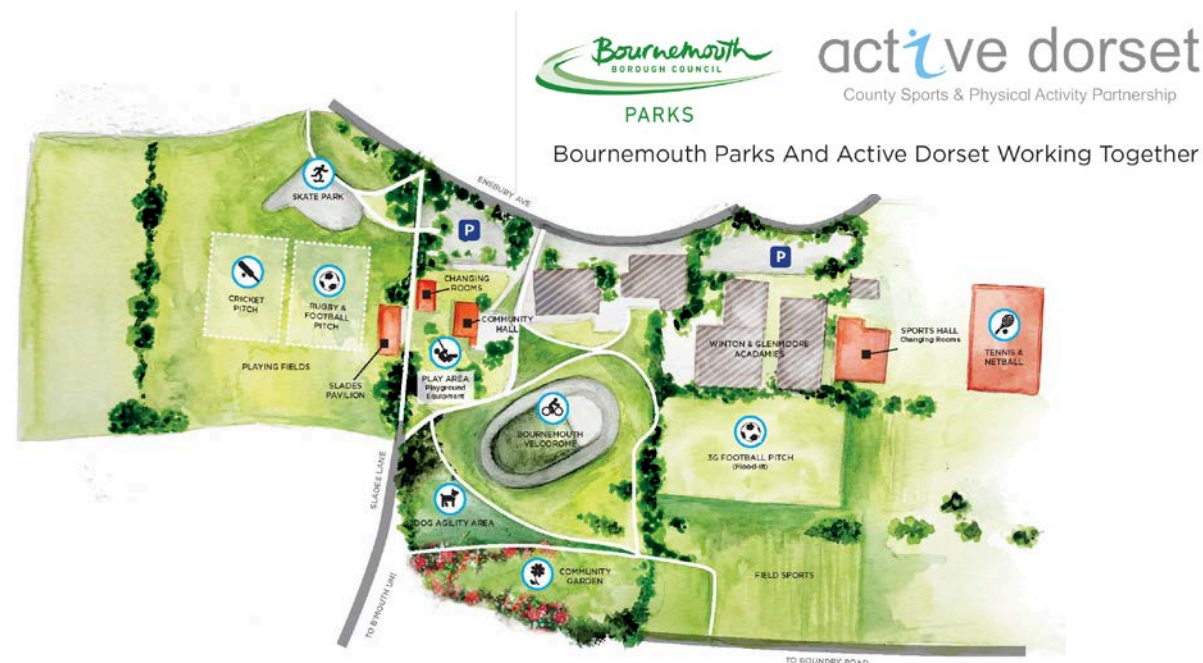 Bournemouth
BOROUGH COUNCIL
PARKS
active dorset
County Sports & Physical Activity Partnership
Bournemouth Parks And Active Dorset Working Together
ENSBURY AVE
SKATE PARK
P
P
CRICKET
PITCH
RUGBY &
FOOTBALL
PITCH
PLAYING FIELDS
SLADES
PAVILION
CHANGING
ROOMS
COMMUNITY
HALL
PLAY AREA
Playground
Equipment
BOURNEMOUTH
VELODROME
WINTON & GLENMOORE
ACADAMIES
SPORTS HALL
Changing Rooms
TENNIS &
NETBALL
3G FOOTBALL PITCH
(Flood-lit)
SLADES LANE
DOG AGILITY AREA
COMMUNITY
GARDEN
FIELD SPORTS
TO B'MOUTH UNI
TO BOUNDRY ROAD